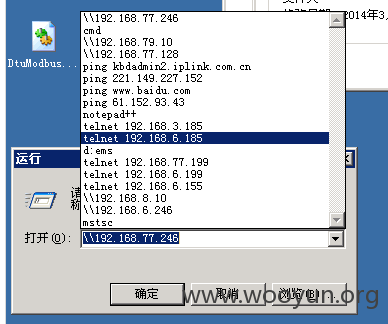 \\192.168.77.246
cmd
\\192.168.79.10
\\192.168.77.128
ping kbdadmin2.iplink.com.cn
ping 221.149.227.152
ping www.baidu.com
ping 61.152.93.43
notepad++
telnet 192.168.3.185
telnet 192.168.6.185
d:ems
telnet 192.168.77.199
telnet 192.168.6.199
telnet 192.168.6.155
\\192.168.8.10
\\192.168.6.246
mstsc
2014年3月
DtuModbus...
运行
打开(O):
\\192.168.77.246
确定
取消
浏览(B)...
www.wooyun.org